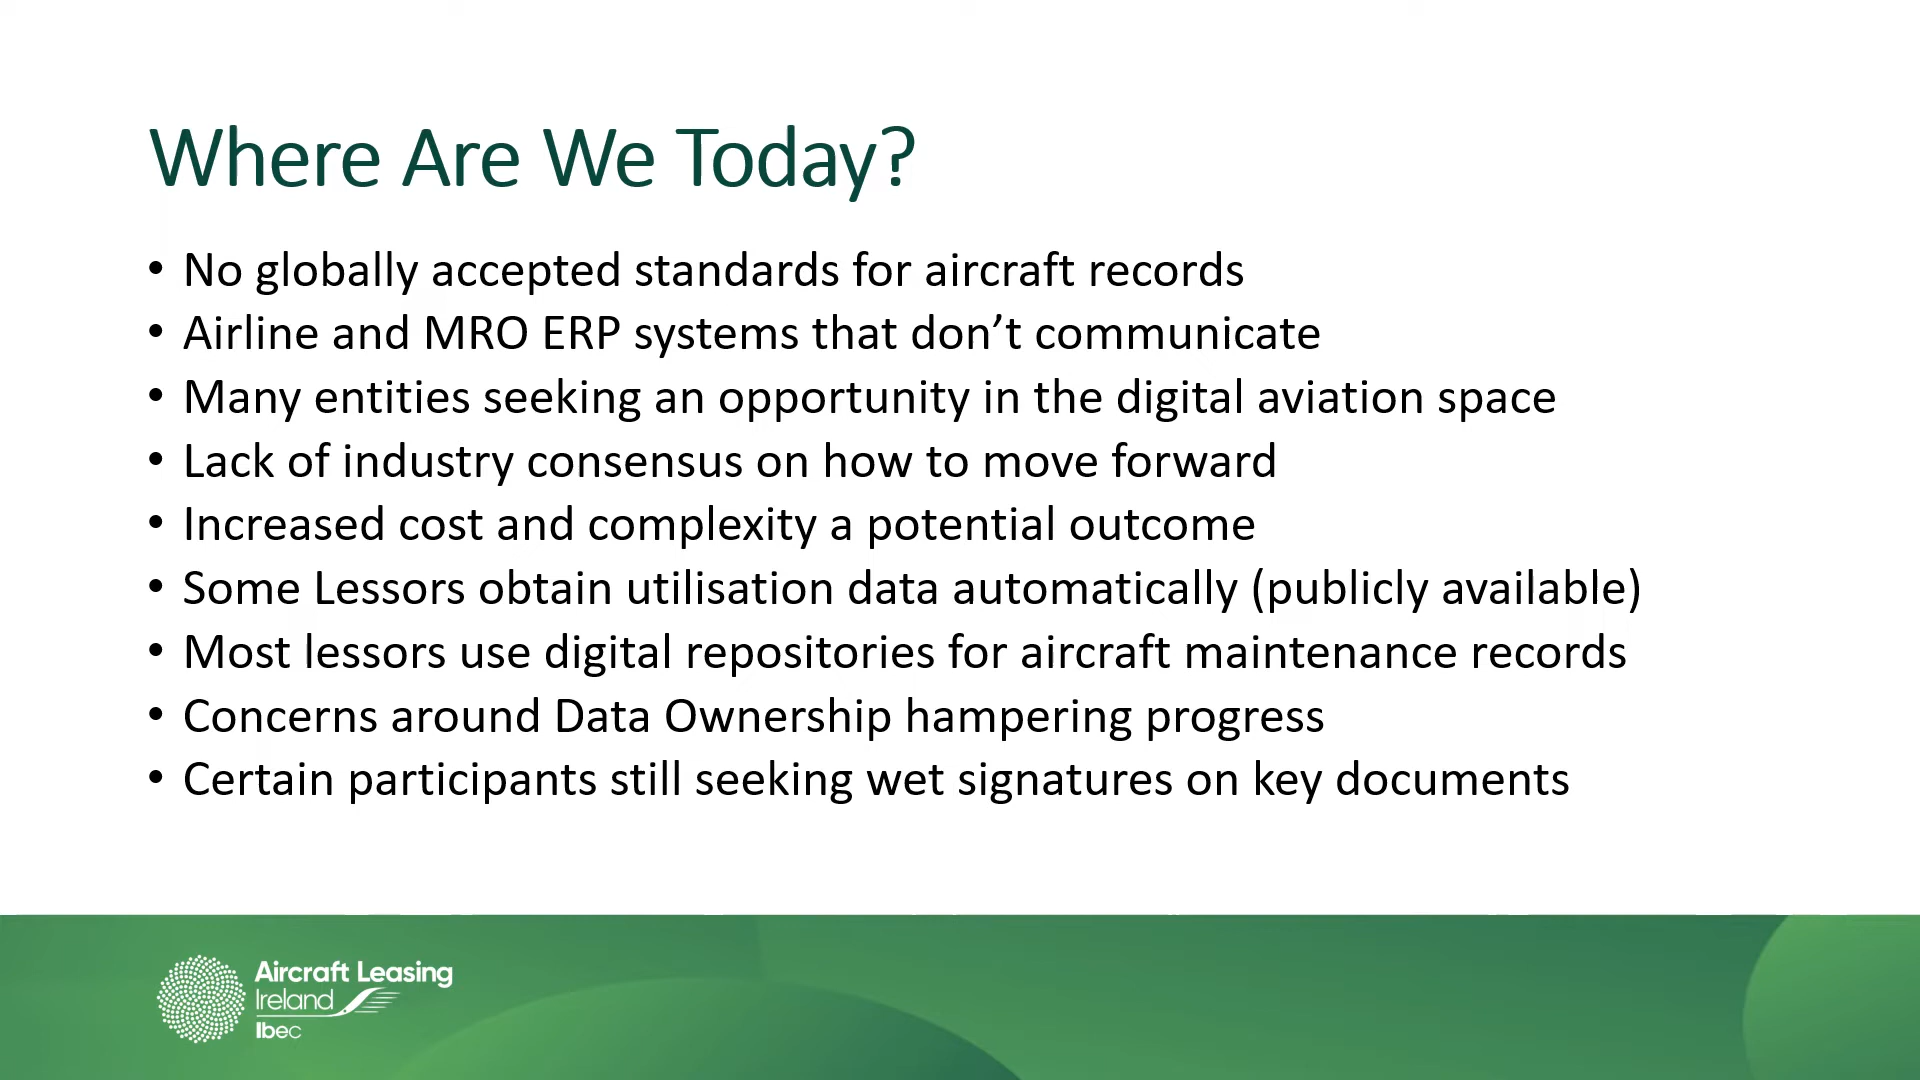 Where Are We Today?
• No globally accepted standards for aircraft records
• Airline and MRO ERP systems that don’t communicate
• Many entities seeking an opportunity in the digital aviation space
• Lack of industry consensus on how to move forward
• Increased cost and complexity a potential outcome
• Some Lessors obtain utilisation data automatically (publicly available)
• Most lessors use digital repositories for aircraft maintenance records
• Concerns around Data Ownership hampering progress
• Certain participants still seeking wet signatures on key documents
Aircraft Leasing
Ireland
Ibec